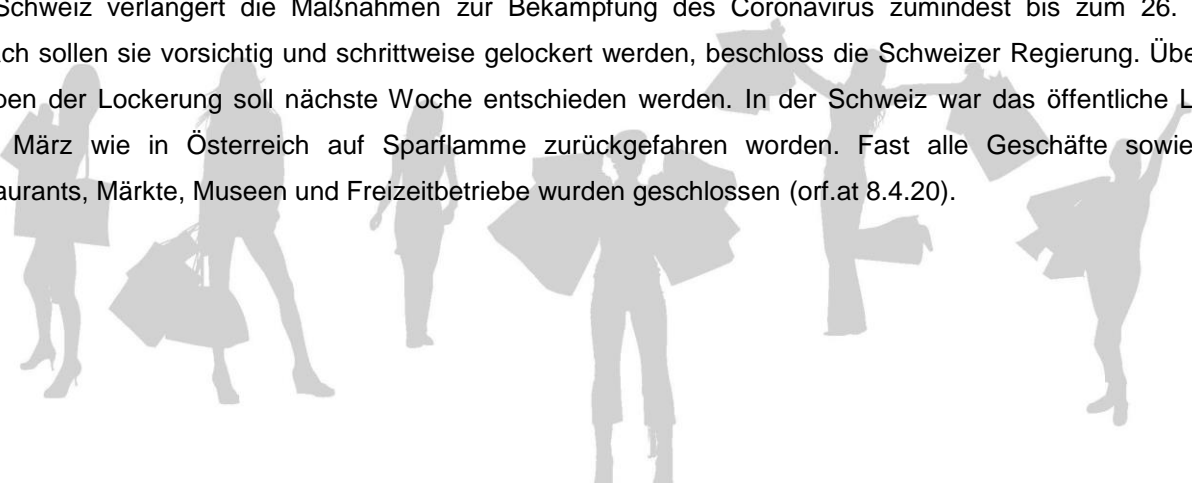 Schweiz verlängert die Maßnahmen zur Bekämpfung des Coronavirus zumindest bis zum 26.
ch sollen sie vorsichtig und schrittweise gelockert werden, beschloss die Schweizer Regierung. Übe
ben der Lockerung soll nächste Woche entschieden werden. In der Schweiz war das öffentliche L
März wie in Österreich auf Sparflamme zurückgefahren worden. Fast alle Geschäfte sowie
aurants, Märkte, Museen und Freizeitbetriebe wurden geschlossen (orf.at 8.4.20).